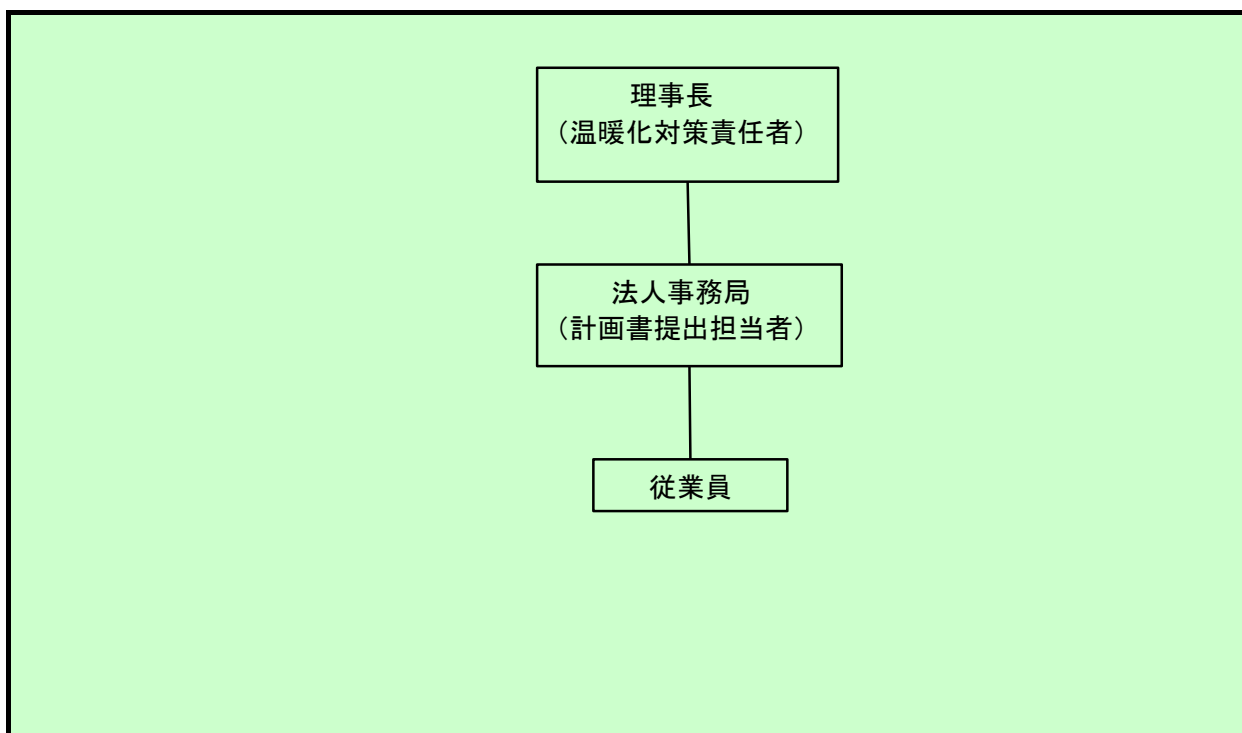 理事長
（温暖化対策責任者）
法人事務局
（計画書提出担当者）
従業員